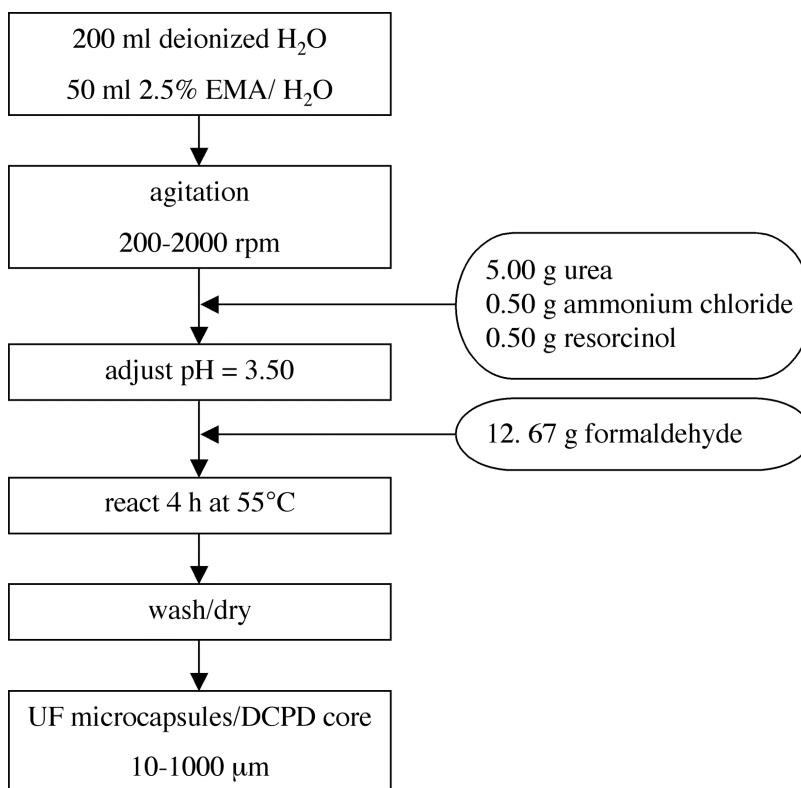 200 ml deionized H₂O
50 ml 2.5% EMA/ H₂O
agitation
200-2000 rpm
5.00 g urea
0.50 g ammonium chloride
0.50 g resorcinol
adjust pH = 3.50
12. 67 g formaldehyde
react 4 h at 55°C
wash/dry
UF microcapsules/DCPD core
10-1000 μm